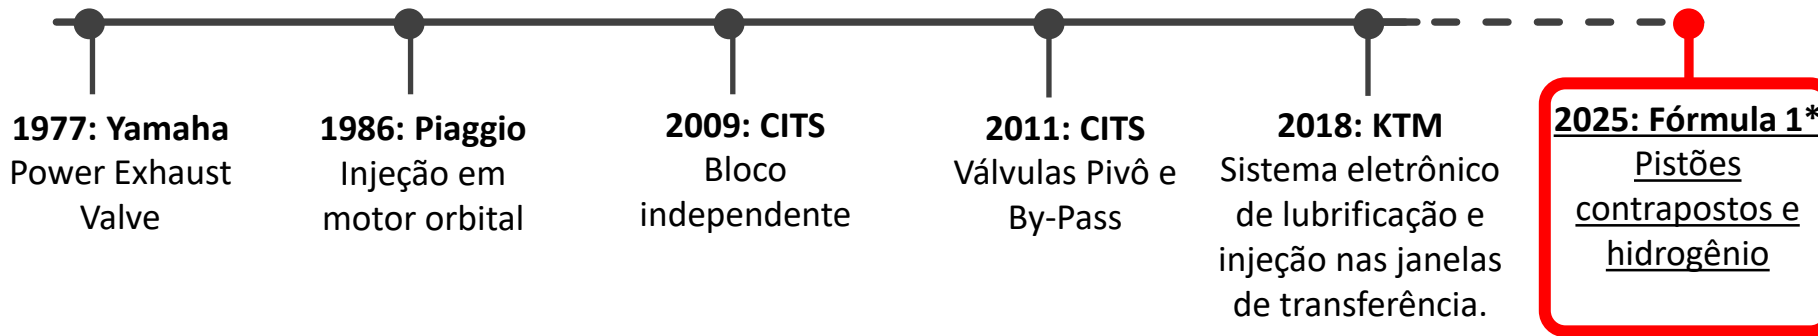 1977: Yamaha
Power Exhaust
Valve
1986: Piaggio
Injeção em
motor orbital
2009: CITS
Bloco
independente
2011: CITS
Válvulas Pivô e
By-Pass
2018: KTM
Sistema eletrônico
de lubrificação e
injeção nas janelas
de transferência.
2025: Fórmula 1*
Pistões
contrapostos e
hidrogênio